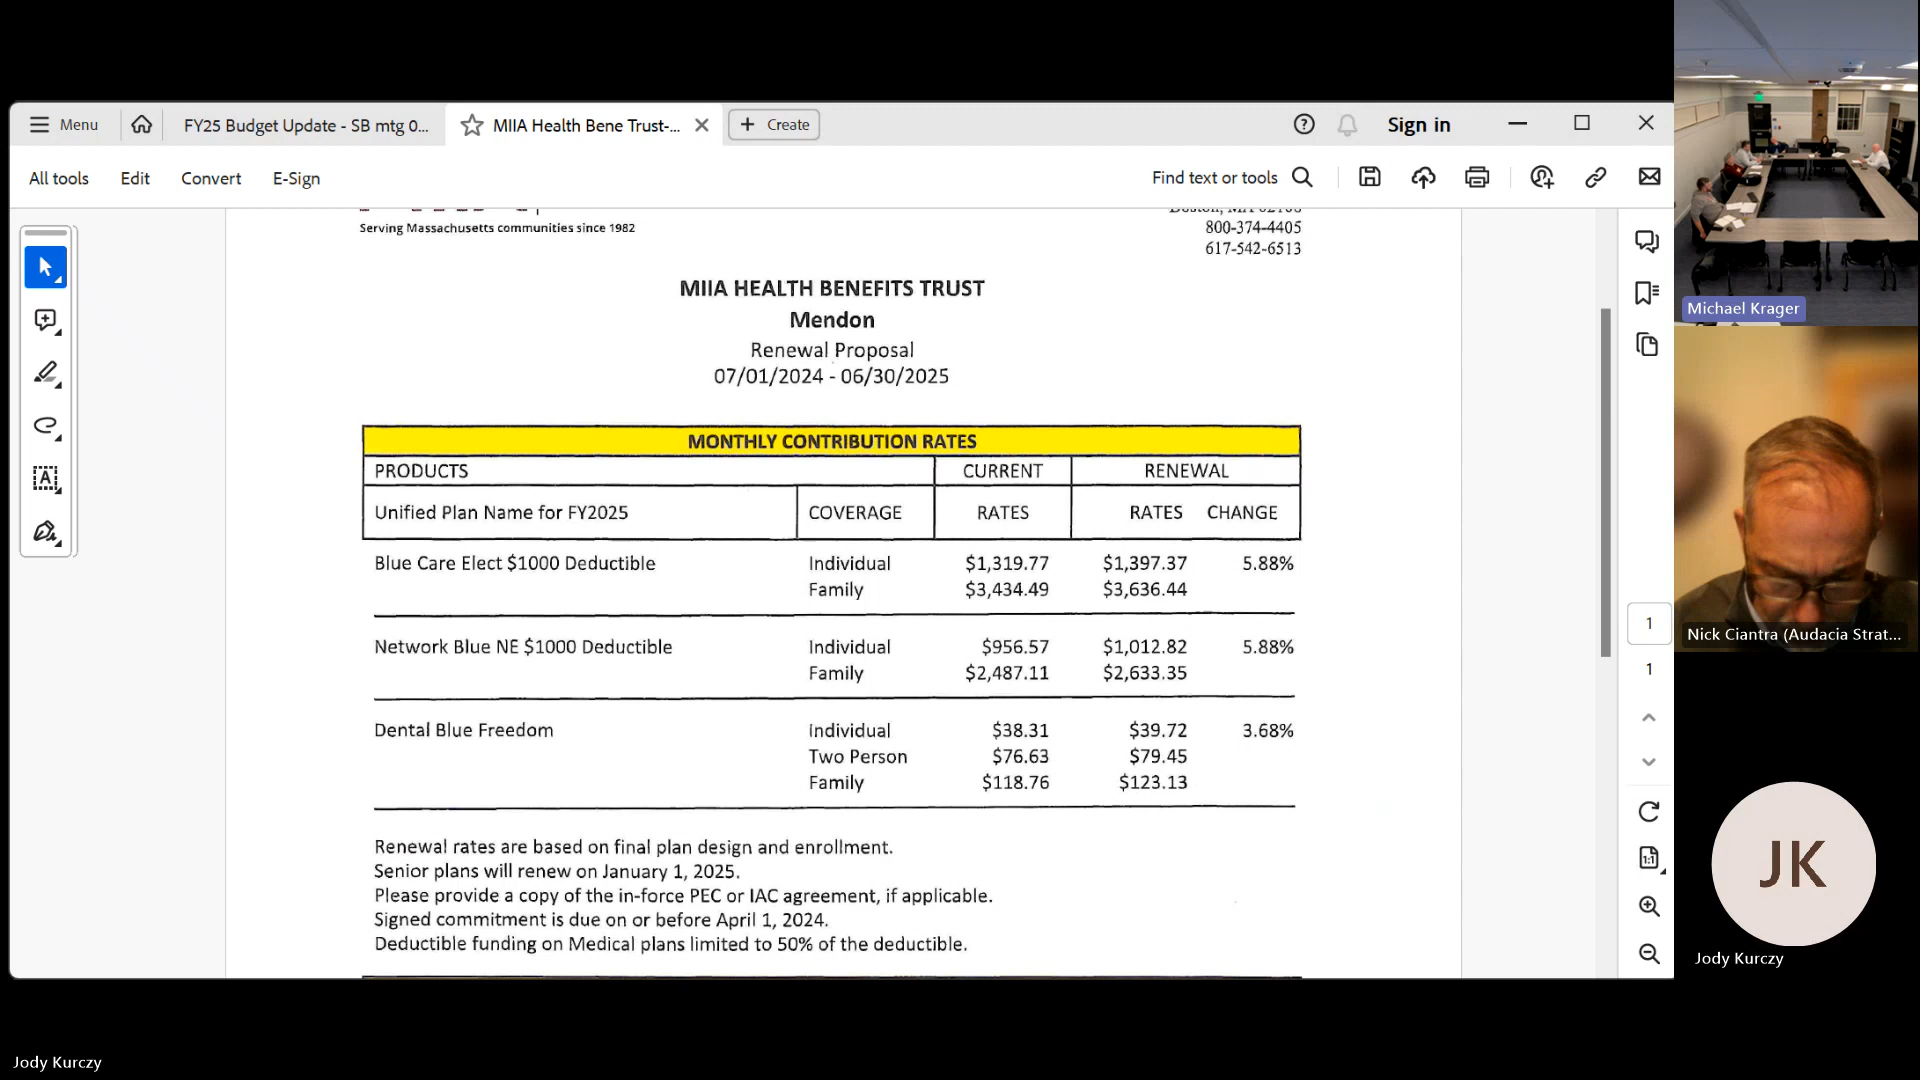 Menu
FY25 Budget Update - SB mtg 0...
MIIA Health Bene Trust-...
Create
Sign in
All tools
Edit
Convert
E-Sign
Find text or tools
Serving Massachusetts communities since 1982
800-374-4405
617-542-6513
MIIA HEALTH BENEFITS TRUST
Mendon
Renewal Proposal
07/01/2024 - 06/30/2025
MONTHLY CONTRIBUTION RATES
PRODUCTS CURRENT RENEWAL
Unified Plan Name for FY2025 COVERAGE RATES RATES CHANGE
Blue Care Elect $1000 Deductible Individual $1,319.77 $1,397.37 5.88%
Family $3,434.49 $3,636.44
Network Blue NE $1000 Deductible Individual $956.57 $1,012.82 5.88%
Family $2,487.11 $2,633.35
Dental Blue Freedom Individual $38.31 $39.72 3.68%
Two Person $76.63 $79.45
Family $118.76 $123.13
Renewal rates are based on final plan design and enrollment.
Senior plans will renew on January 1, 2025.
Please provide a copy of the in-force PEC or IAC agreement, if applicable.
Signed commitment is due on or before April 1, 2024.
Deductible funding on Medical plans limited to 50% of the deductible.
1
1
1:1
Michael Krager
Nick Ciantra (Audacia Strat...
JK
Jody Kurczy
Jody Kurczy